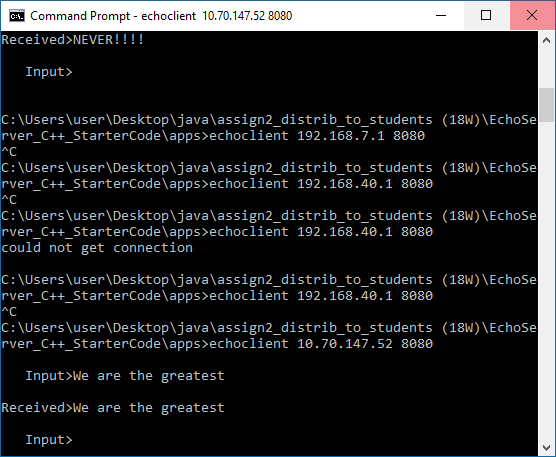 Command Prompt - echoclient 10.70.147.52 8080
Received>NEVER!!!!
Input>
C:\Users\user\Desktop\java\assign2_distrib_to_students (18W)\EchoSe
rver_C++_StarterCode\apps>echoclient 192.168.7.1 8080
^C
C:\Users\user\Desktop\java\assign2_distrib_to_students (18W)\EchoSe
rver_C++_StarterCode\apps>echoclient 192.168.40.1 8080
^C
C:\Users\user\Desktop\java\assign2_distrib_to_students (18W)\EchoSe
rver_C++_StarterCode\apps>echoclient 192.168.40.1 8080
could not get connection
C:\Users\user\Desktop\java\assign2_distrib_to_students (18W)\EchoSe
rver_C++_StarterCode\apps>echoclient 192.168.40.1 8080
^C
C:\Users\user\Desktop\java\assign2_distrib_to_students (18W)\EchoSe
rver_C++_StarterCode\apps>echoclient 10.70.147.52 8080
Input>We are the greatest
Received>We are the greatest
Input>